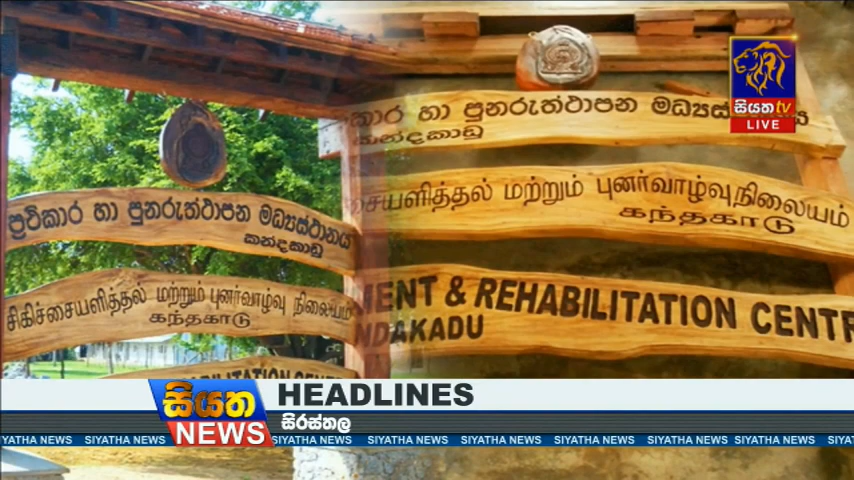 සියත tv
LIVE
ප්‍රතිකාර හා පුනරුත්ථාපන මධ්‍යස්ථානය
කන්දකාඩු
சிகிச்சையளித்தல் மற்றும் புனர்வாழ்வு நிலையம்
கந்தகாடு
කාර හා පුනරුත්ථාපන මධ්‍යස්
කන්දකාඩු
சையளித்தல் மற்றும் புனர்வாழ்வு நிலையம்
கந்தகாடு
MENT & REHABILITATION CENTR
NDAKADU
සියත
NEWS
HEADLINES
සිරස්තල
SIYATHA NEWS SIYATHA NEWS SIYATHA NEWS SIYATHA NEWS SIYATHA NEWS SIYATHA NEWS SIYATHA NEWS SIYATHA NEWS